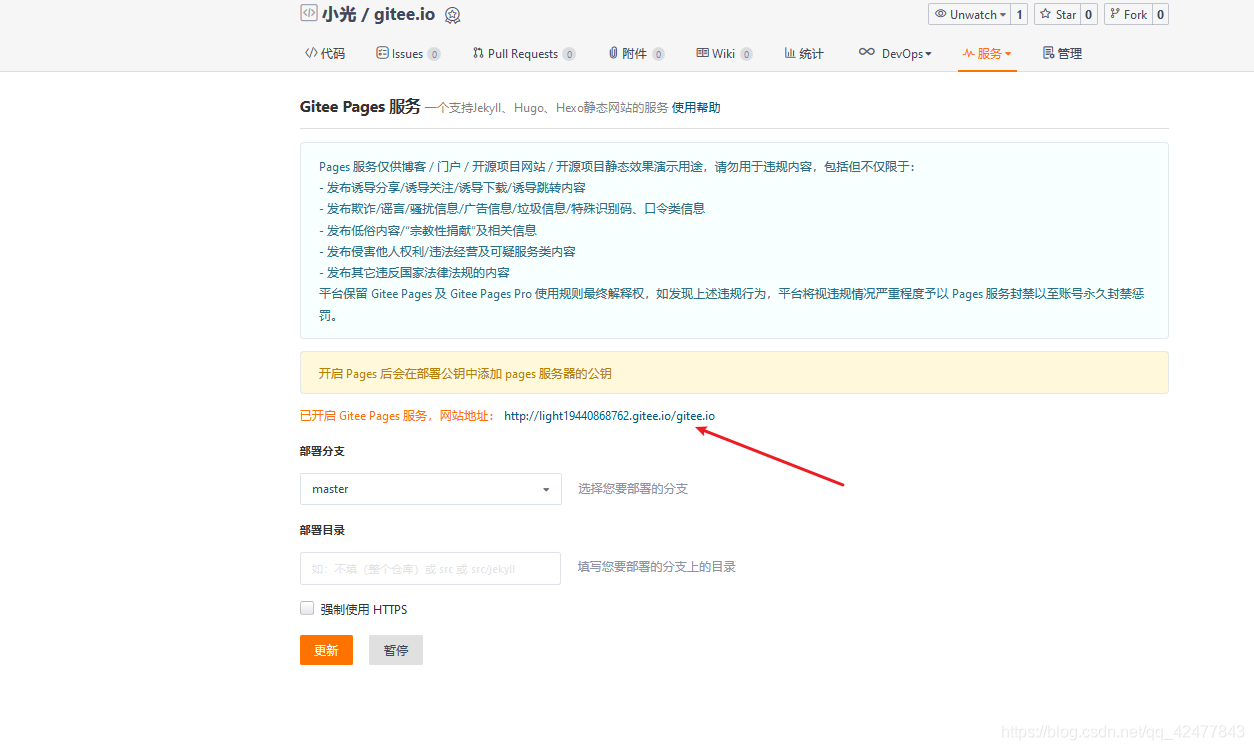 小光 / gitee.io
Unwatch 1 Star 0 Fork 0
代码 Issues 0 Pull Requests 0 附件 0 Wiki 0 统计 DevOps 服务 管理
Gitee Pages 服务 一个支持Jekyll、Hugo、Hexo静态网站的服务 使用帮助
Pages 服务仅供博客 / 门户 / 开源项目网站 / 开源项目静态效果演示用途，请勿用于违规内容，包括但不仅限于：
- 发布诱导分享/诱导关注/诱导下载/诱导跳转内容
- 发布欺诈/谣言/骚扰信息/广告信息/垃圾信息/特殊识别码、口令类信息
- 发布低俗内容/“宗教性捐献”及相关信息
- 发布侵害他人权利/违法经营及可疑服务类内容
- 发布其它违反国家法律法规的内容
平台保留 Gitee Pages 及 Gitee Pages Pro 使用规则最终解释权，如发现上述违规行为，平台将视违规情况严重程度予以 Pages 服务封禁以至账号永久封禁惩
罚。
开启 Pages 后会在部署公钥中添加 pages 服务器的公钥
已开启 Gitee Pages 服务，网站地址： http://light19440868762.gitee.io/gitee.io
部署分支
master 选择您要部署的分支
部署目录
如：不填（整个仓库）或 src 或 src/jekyll 填写您要部署的分支上的目录
强制使用 HTTPS
更新 暂停
https://blog.csdn.net/qq_42477843